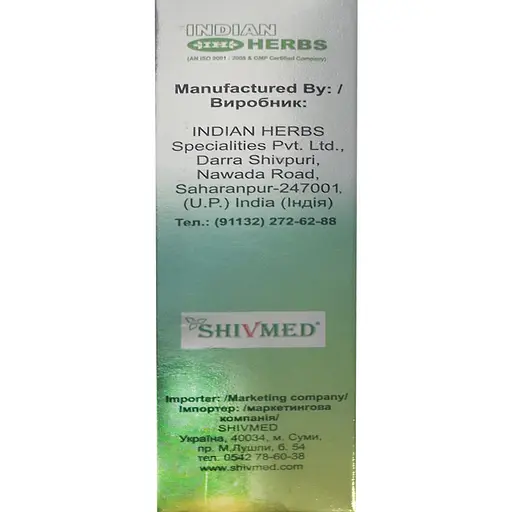 INDIAN
IHI HERBS
(AN ISO 9001 : 2008 & GMP Certified Company)
Manufactured By: /
Виробник:
INDIAN HERBS
Specialities Pvt. Ltd.,
Darra Shivpuri,
Nawada Road,
Saharanpur-247001,
(U.P.) India (Індія)
Тел.: (91132) 272-62-88
SHIVMED®
Importer: /Marketing company/
Імпортер: /маркетингова
компанія/
SHIVMED
Україна, 40034, м. Суми,
пр. М.Лушпи, б. 54
тел. 0542 78-60-38
www.shivmed.com